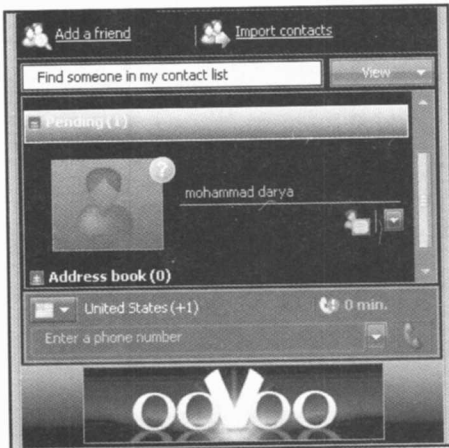 Add a friend | Import contacts
Find someone in my contact list View
Pending (1)
?
mohammad darya
Address book (0)
United States (+1) 0 min.
Enter a phone number
ooVoo